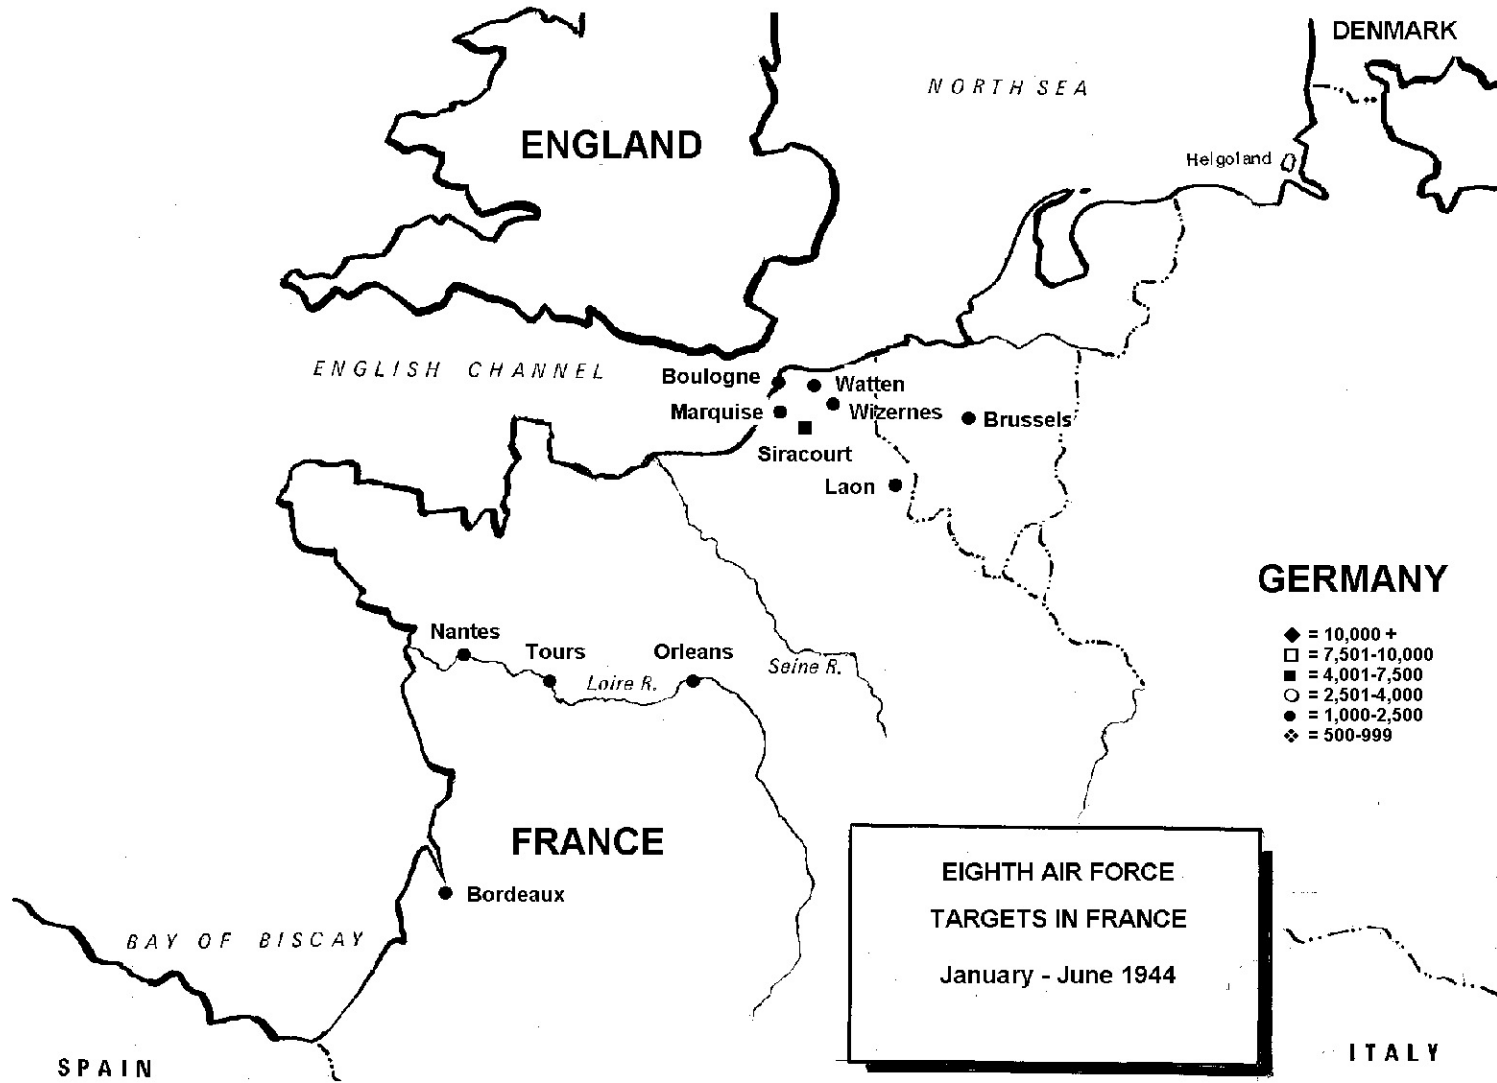 DENMARK
NORTH SEA
ENGLAND
Helgoland
ENGLISH CHANNEL
Boulogne
Watten
Marquise
Wizernes
Brussels
Siracourt
Laon
GERMANY
= 10,000 +
= 7,501-10,000
= 4,001-7,500
= 2,501-4,000
= 1,000-2,500
= 500-999
Nantes
Tours
Orleans
Loire R.
Seine R.
FRANCE
Bordeaux
BAY OF BISCAY
EIGHTH AIR FORCE
TARGETS IN FRANCE
January - June 1944
SPAIN
ITALY